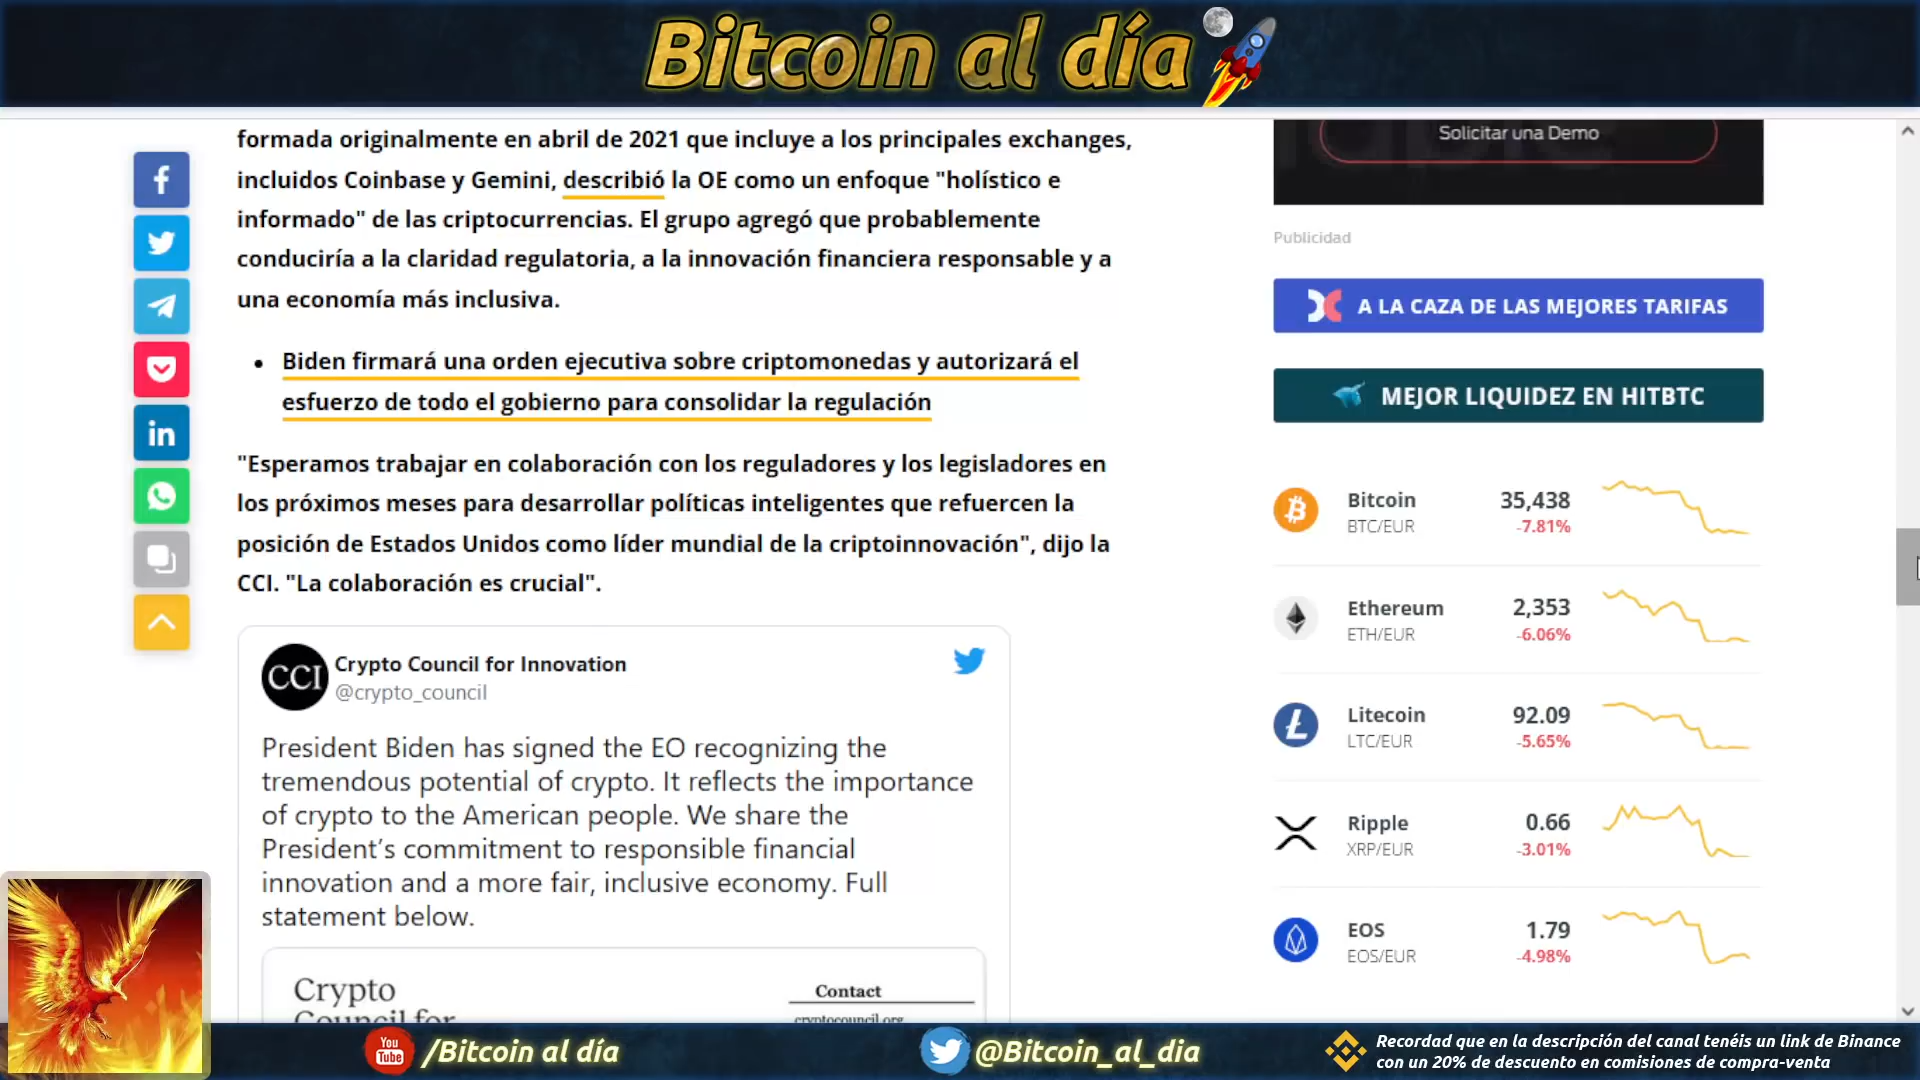 Bitcoin al día
formada originalmente en abril de 2021 que incluye a los principales exchanges,
incluidos Coinbase y Gemini, describió la OE como un enfoque "holístico e
informado" de las criptocurrencias. El grupo agregó que probablemente
conduciría a la claridad regulatoria, a la innovación financiera responsable y a
una economía más inclusiva.
Biden firmará una orden ejecutiva sobre criptomonedas y autorizará el
esfuerzo de todo el gobierno para consolidar la regulación
"Esperamos trabajar en colaboración con los reguladores y los legisladores en
los próximos meses para desarrollar políticas inteligentes que refuercen la
posición de Estados Unidos como líder mundial de la criptoinnovación", dijo la
CCI. "La colaboración es crucial".
CCI
Crypto Council for Innovation
@crypto_council
President Biden has signed the EO recognizing the
tremendous potential of crypto. It reflects the importance
of crypto to the American people. We share the
President's commitment to responsible financial
innovation and a more fair, inclusive economy. Full
statement below.
Crypto
Council for
Contact
cryptocouncil.org
Solicitar una Demo
Publicidad
A LA CAZA DE LAS MEJORES TARIFAS
MEJOR LIQUIDEZ EN HITBTC
Bitcoin 35,438
BTC/EUR -7.81%
Ethereum 2,353
ETH/EUR -6.06%
Litecoin 92.09
LTC/EUR -5.65%
Ripple 0.66
XRP/EUR -3.01%
EOS 1.79
EOS/EUR -4.98%
You
Tube
/Bitcoin al día
@Bitcoin_al_dia
Recordad que en la descripción del canal tenéis un link de Binance
con un 20% de descuento en comisiones de compra-venta